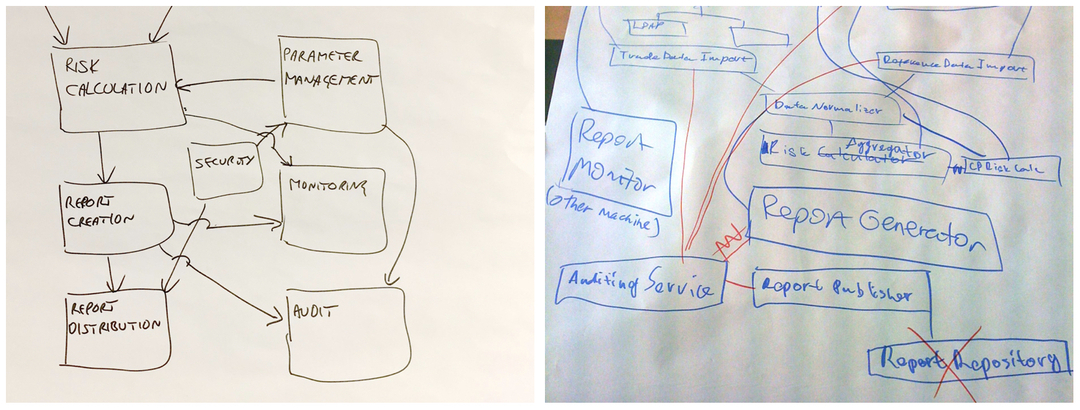 RISK
CALCULATION
PARAMETER
MANAGEMENT
SECURITY
MONITORING
REPORT
CREATION
REPORT
DISTRIBUTION
AUDIT
LDAP
Trade Data Import
Reference Data Import
Data Normalizer
Aggregator
Risk Calculator
CP Risk Calc
Report
Monitor
(other machine)
Report Generator
Auditing Service
Report Publisher
Report Repository